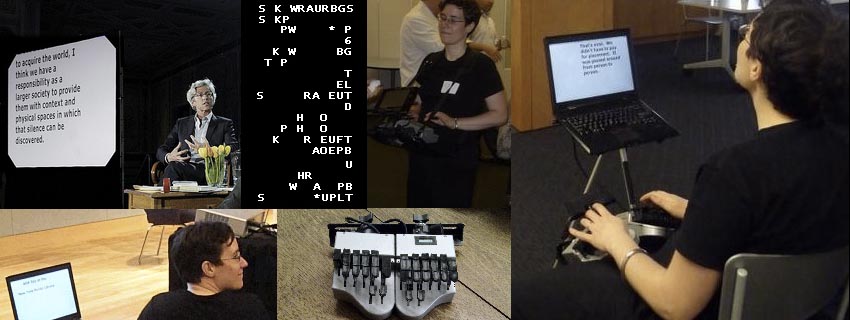 to acquire the world, I
think we have a
responsibility as a
larger society to provide
them with context and
physical spaces in which
that silence can be
discovered.
S K WRAURBGS
S KP
PW * P
6
K W BG
T P
T
EL
S RA EUT
D
H O
P H O
K R EUFT
AOEPB
U
HR
W A PB
S *UPLT
We
didn't have to pay
for placement. It
was passed around
from person to
person.